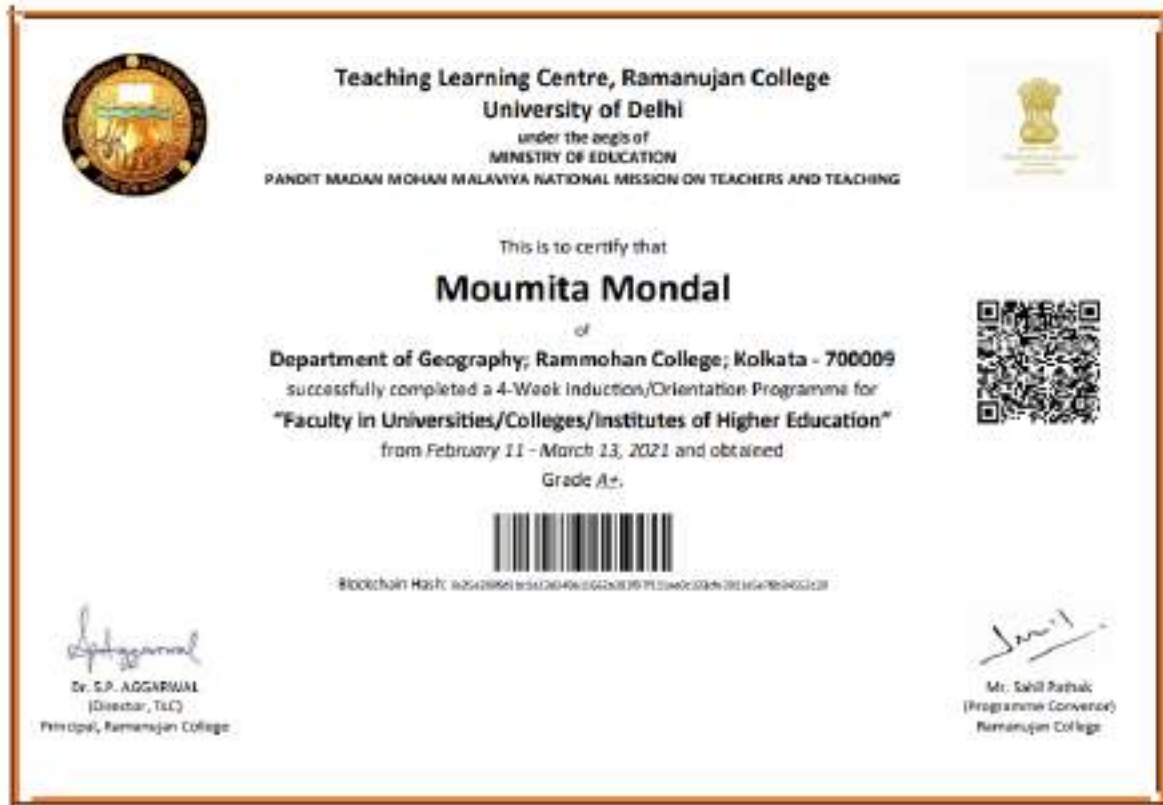 Teaching Learning Centre, Ramanujan College
University of Delhi
under the aegis of
MINISTRY OF EDUCATION
PANDIT MADAN MOHAN MALAVIYA NATIONAL MISSION ON TEACHERS AND TEACHING
This is to certify that
Moumita Mondal
of
Department of Geography; Rammohan College; Kolkata - 700009
successfully completed a 4-Week Induction/Orientation Programme for
"Faculty in Universities/Colleges/Institutes of Higher Education"
from February 11 - March 13, 2021 and obtained
Grade A+.
Blockchain Hash:
Dr. S.P. AGGARWAL
(Director, TLC)
Principal, Ramanujan College
Mr. Sahil Pathak
(Programme Convenor)
Ramanujan College